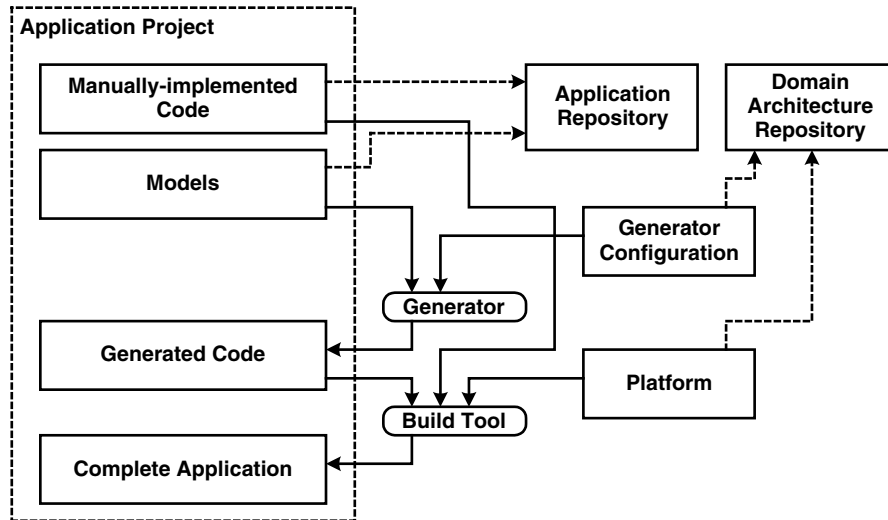 Application Project
Manually-implemented
Code
Application
Repository
Domain
Architecture
Repository
Models
Generator
Configuration
Generator
Generated Code
Platform
Build Tool
Complete Application